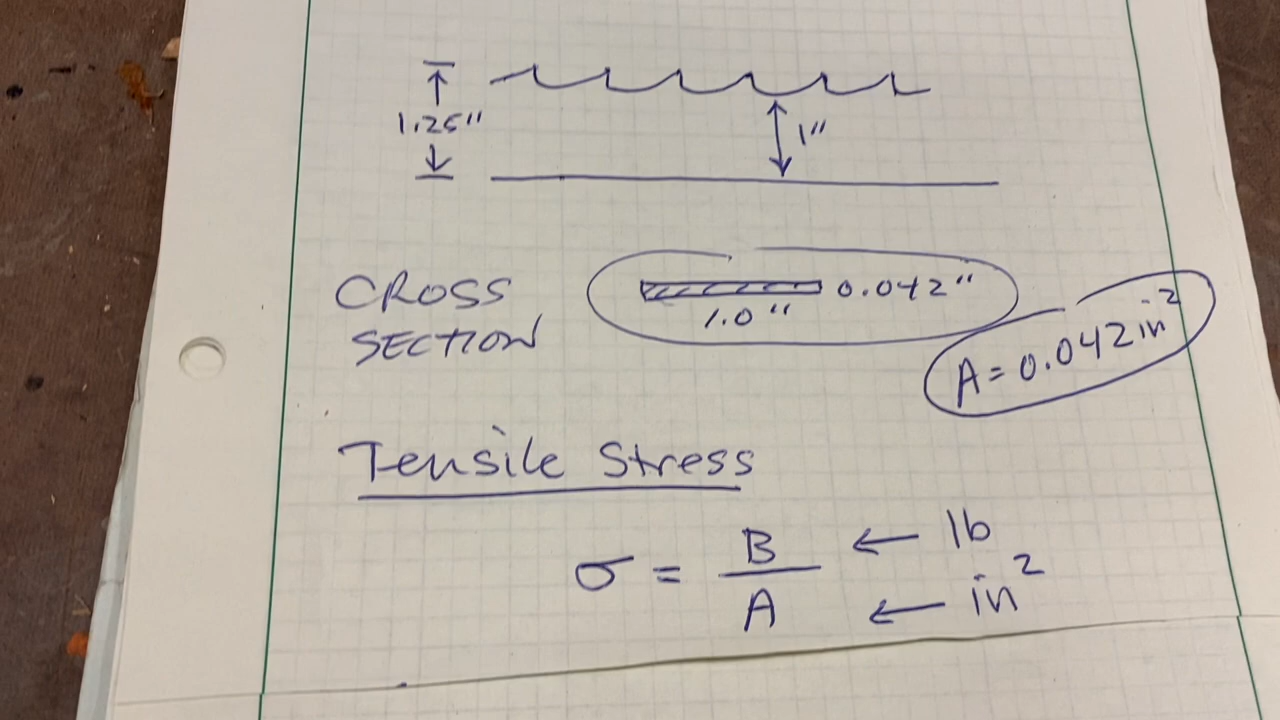 1.25"
1"
CROSS
SECTION
0.042"
1.0"
A = 0.042 in²
Tensile Stress
σ = B / A
← lb
← in²